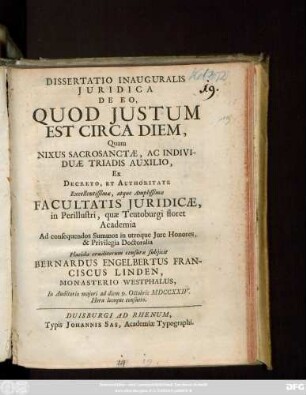 DISSERTATIO INAUGURALIS
JURIDICA
DE EO,
QUOD JUSTUM
EST CIRCA DIEM,
Quam
NIXUS SACROSANCTÆ, AC INDIVI-
DUÆ TRIADIS AUXILIO,
Ex
DECRETO, ET AUTHORITATE
Excellentissimæ, atque Amplissimæ
FACULTATIS JURIDICÆ,
in Perillustri, quæ Teutoburgi floret
Academia
Ad consequendos summos in utroque Jure Honores,
& Privilegia Doctoralia
eruditorum censuræ subjicit
BERNARDUS ENGELBERTUS FRAN-
CISCUS LINDEN,
MONASTERIO WESTPHALUS,
In Auditorio majori ad diem 9. Octobris
Hora locoque consuetis.
DUISBURGI AD RHENUM,
Typis JOHANNIS SAS, Academiæ Typographi.
19.